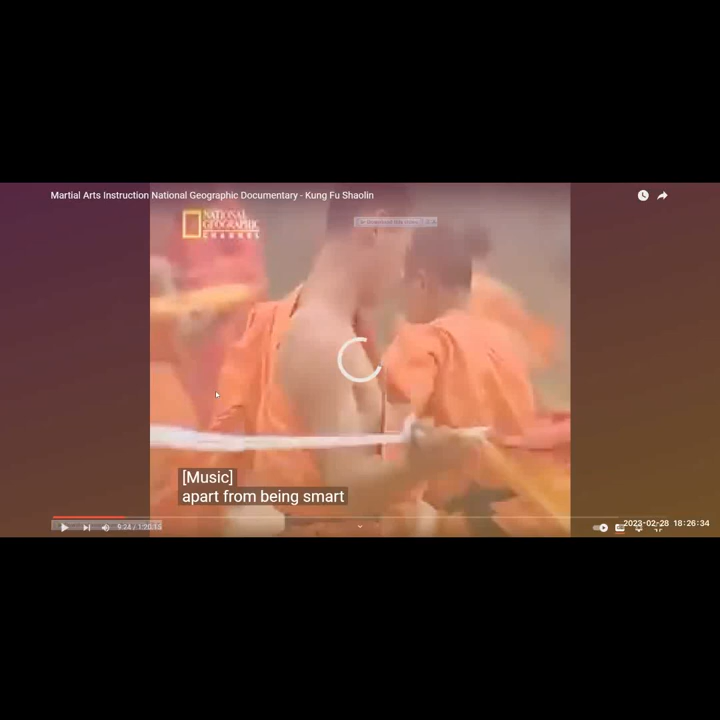 Martial Arts Instruction National Geographic Documentary - Kung Fu Shaolin
NATIONAL
GEOGRAPHIC
CHANNEL
[Music]
apart from being smart
9:24 / 1:20:15
2023-02-28 18:26:34